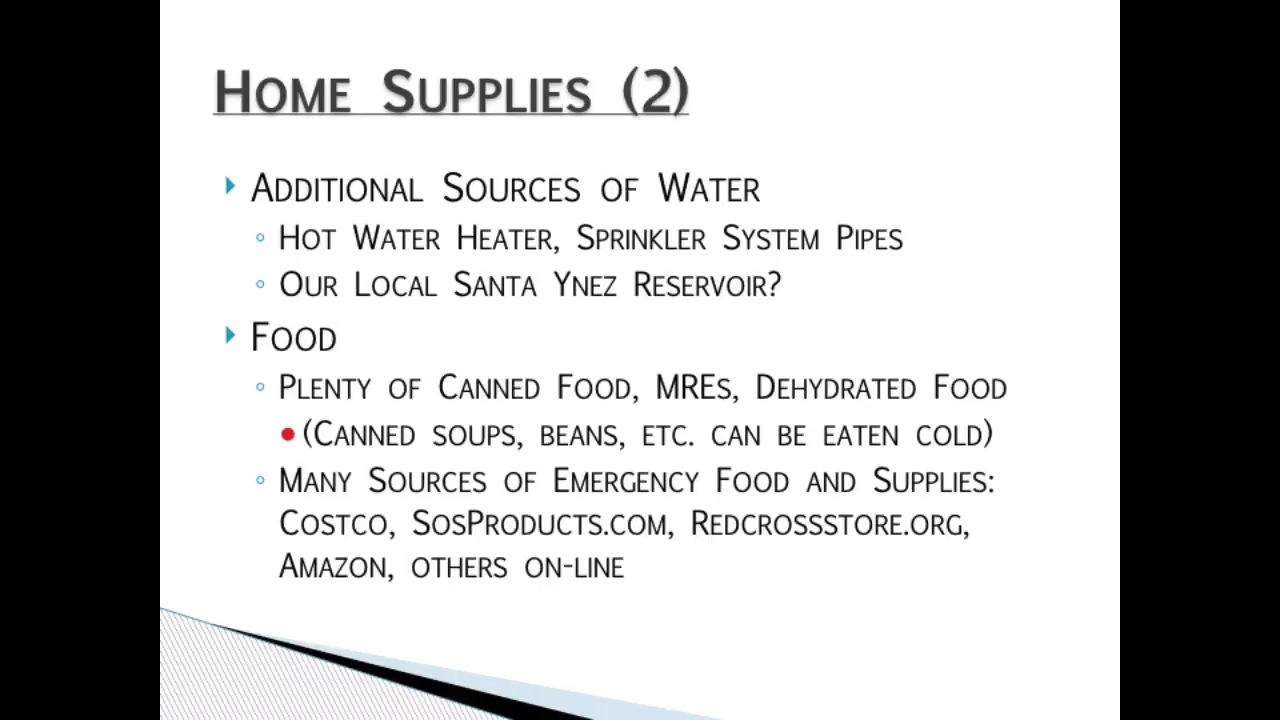 Home Supplies (2)
Additional Sources of Water
Hot Water Heater, Sprinkler System Pipes
Our Local Santa Ynez Reservoir?
Food
Plenty of Canned Food, MREs, Dehydrated Food
(Canned soups, beans, etc. can be eaten cold)
Many Sources of Emergency Food and Supplies:
Costco, SosProducts.com, Redcrossstore.org,
Amazon, others on-line